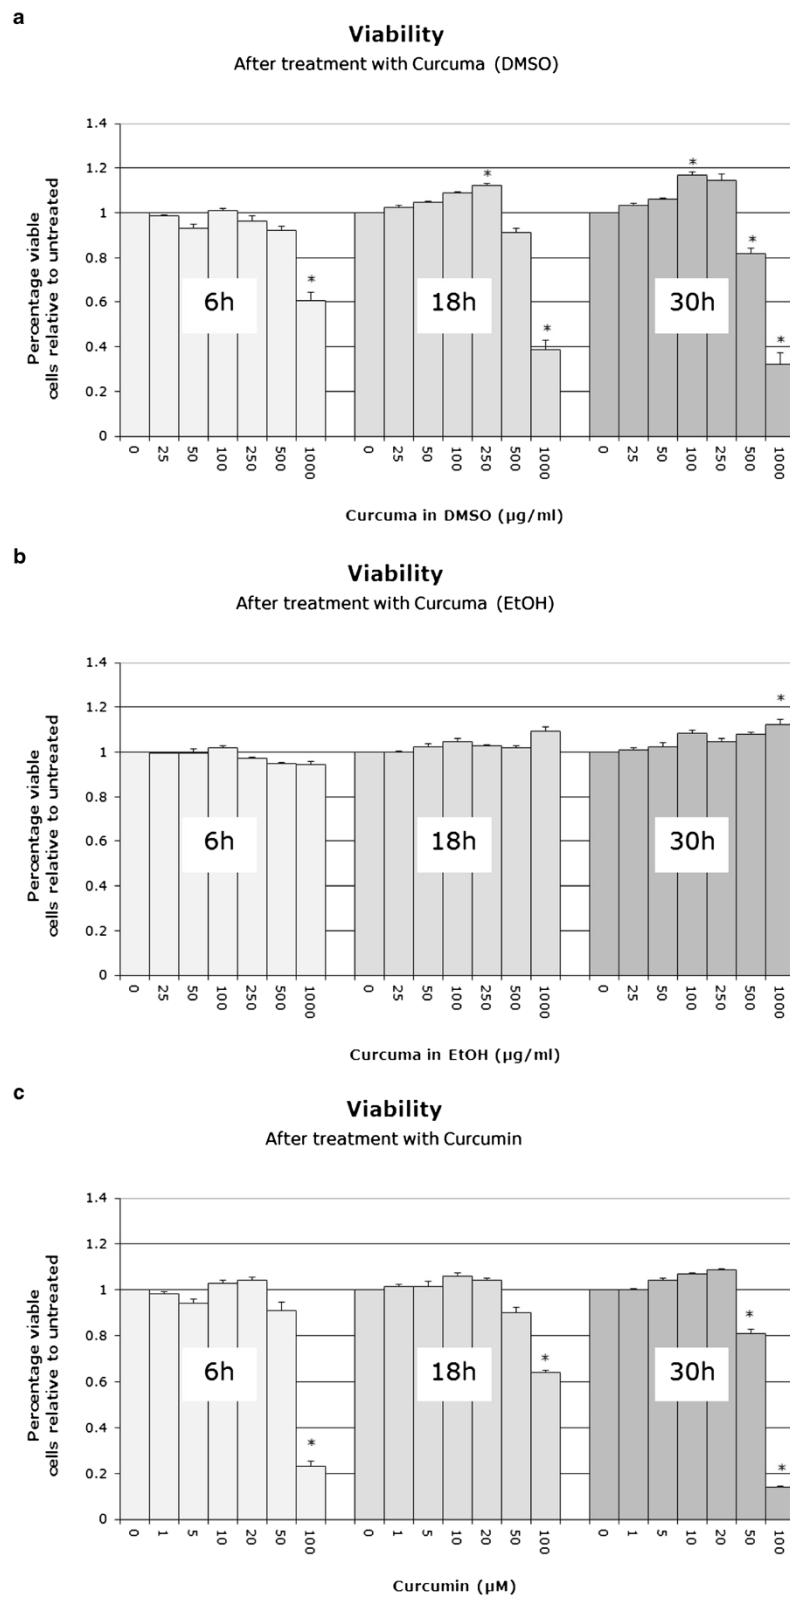 a
Viability
After treatment with Curcuma (DMSO)
Percentage viable
cells relative to untreated
1.4
1.2
1
0.8
0.6
0.4
0.2
0
*
*
*
*
*
*
6h
18h
30h
0 25 50 100 250 500 1000 0 25 50 100 250 500 1000 0 25 50 100 250 500 1000
Curcuma in DMSO (µg/ml)
b
Viability
After treatment with Curcuma (EtOH)
Percentage viable
cells relative to untreated
1.4
1.2
1
0.8
0.6
0.4
0.2
0
*
6h
18h
30h
0 25 50 100 250 500 1000 0 25 50 100 250 500 1000 0 25 50 100 250 500 1000
Curcuma in EtOH (µg/ml)
c
Viability
After treatment with Curcumin
Percentage viable
cells relative to untreated
1.4
1.2
1
0.8
0.6
0.4
0.2
0
*
*
*
*
6h
18h
30h
0 1 5 10 20 50 100 0 1 5 10 20 50 100 0 1 5 10 20 50 100
Curcumin (µM)